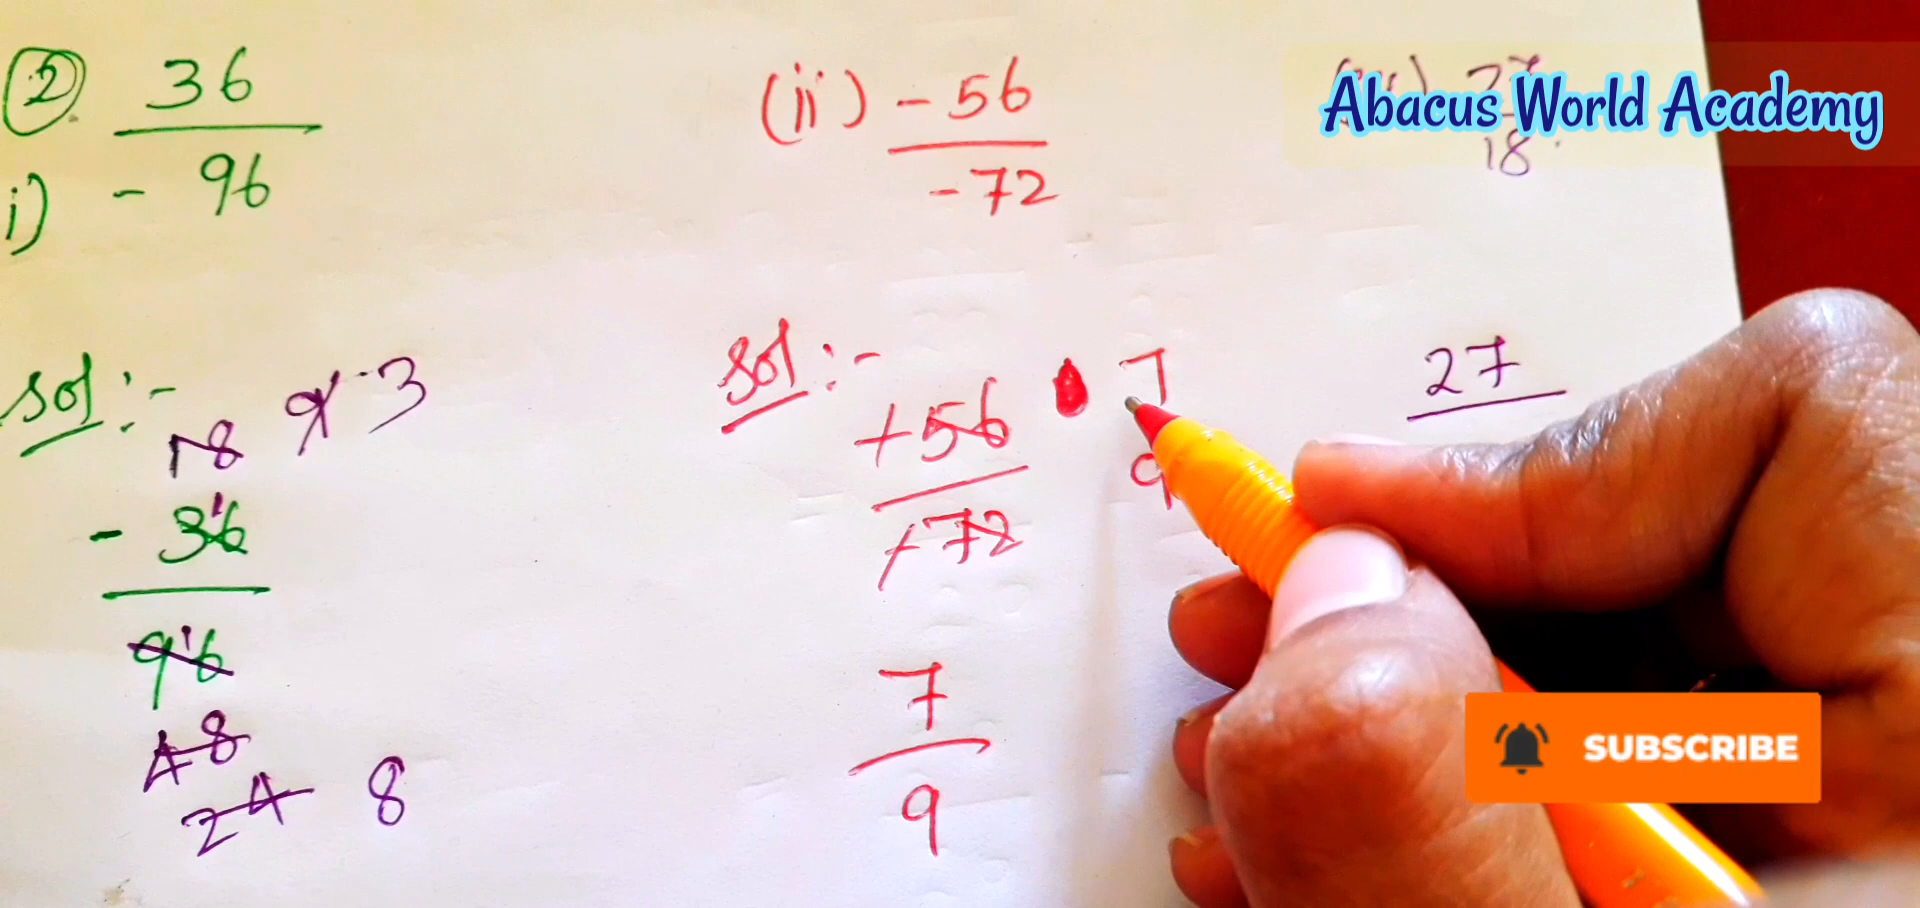 ② 36
i) - 96
(ii) -56
-72
18
Abacus World Academy
sol :-
18 9 3
- 36
96
48
24 8
sol :-
+56 7
+72 9
7
9
27
SUBSCRIBE